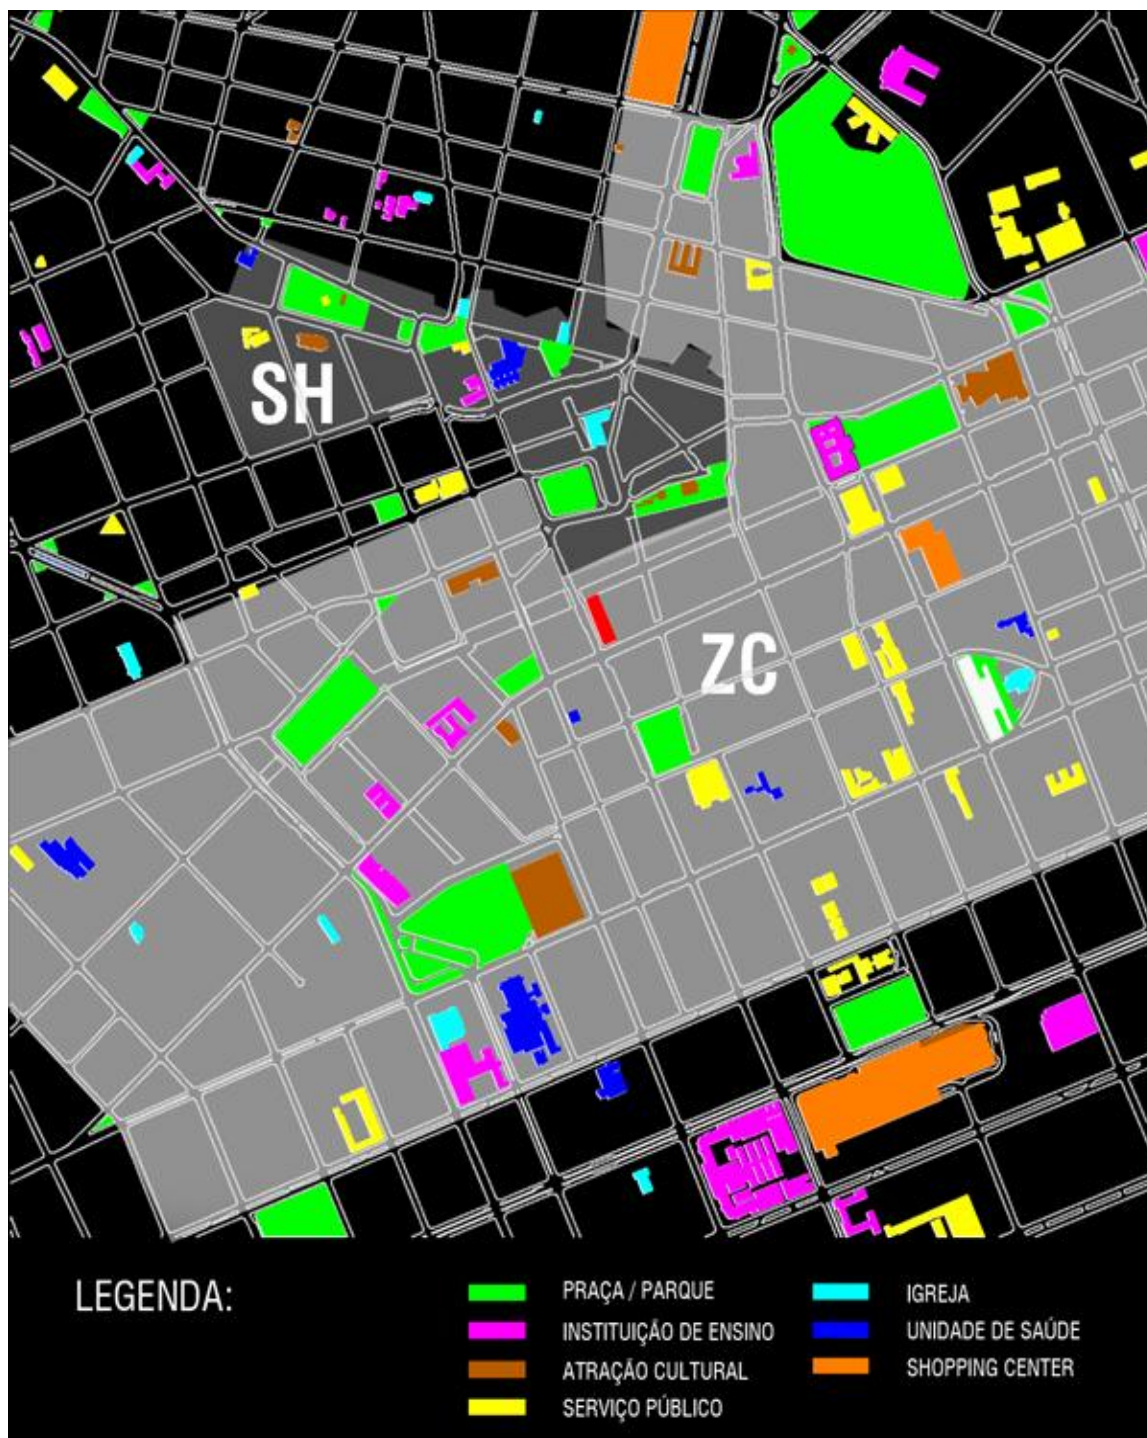 SH
ZC
LEGENDA:
PRAÇA / PARQUE
INSTITUIÇÃO DE ENSINO
ATRAÇÃO CULTURAL
SERVIÇO PÚBLICO
IGREJA
UNIDADE DE SAÚDE
SHOPPING CENTER